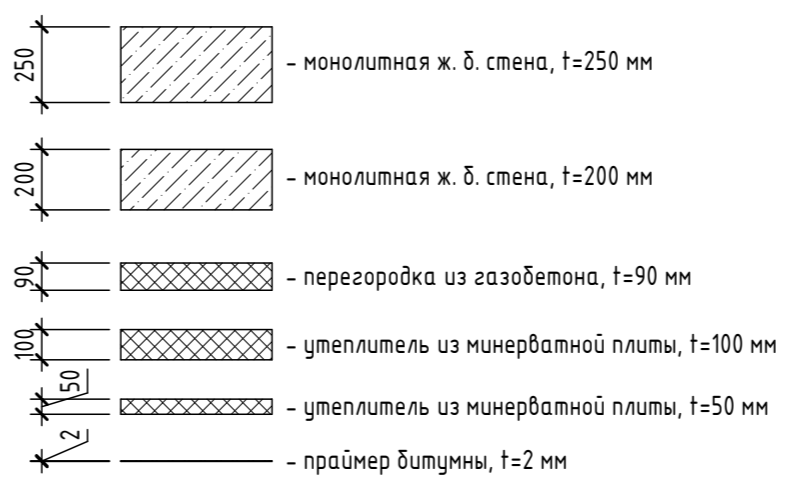 250 – монолитная ж. б. стена, t=250 мм
200 – монолитная ж. б. стена, t=200 мм
90 – перегородка из газобетона, t=90 мм
100 – утеплитель из минерватной плиты, t=100 мм
50 – утеплитель из минерватной плиты, t=50 мм
2 – праймер битумны, t=2 мм